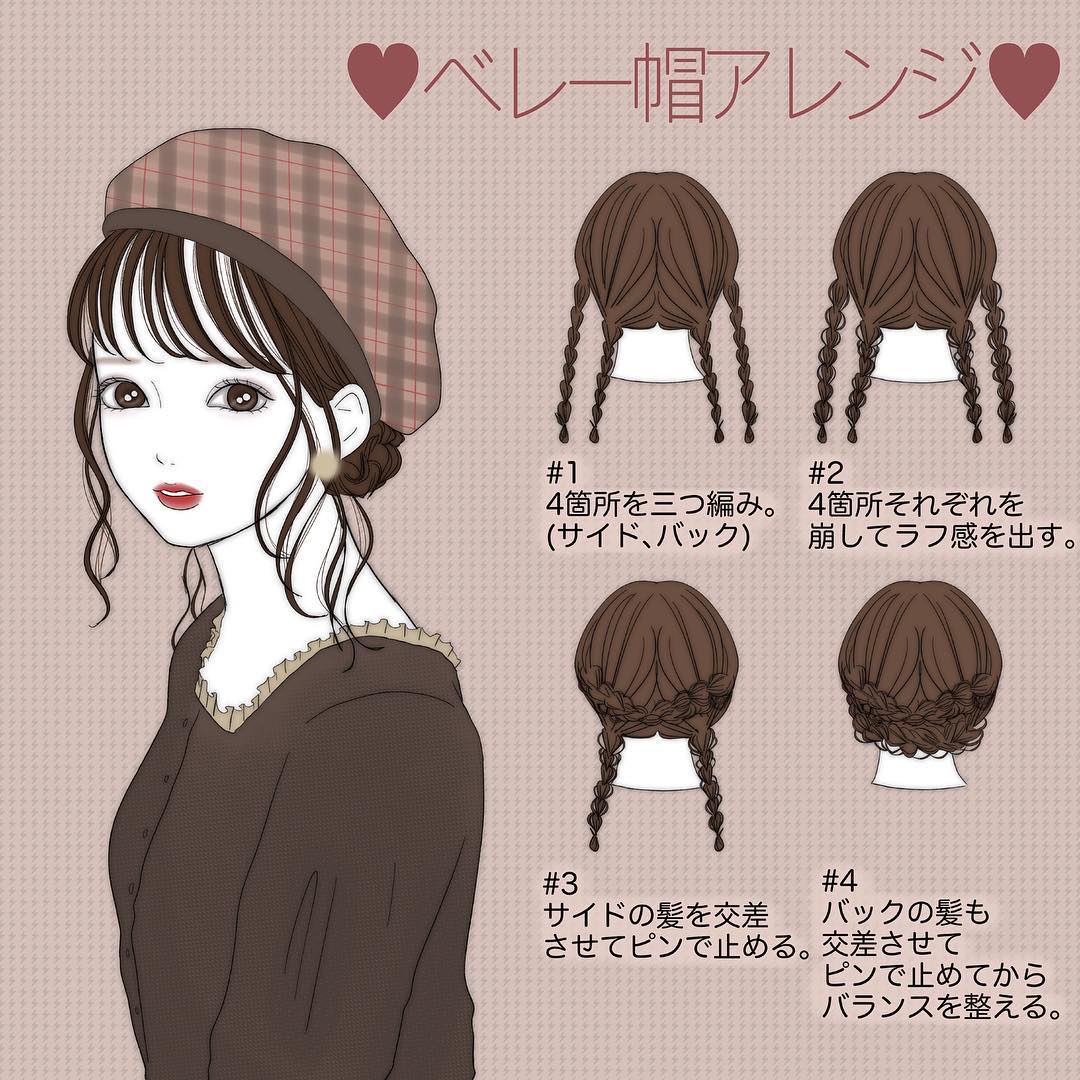 ♥ベレー帽アレンジ♥
#1
4箇所を三つ編み。
(サイド、バック)
#2
4箇所それぞれを
崩してラフ感を出す。
#3
サイドの髪を交差
させてピンで止める。
#4
バックの髪も
交差させて
ピンで止めてから
バランスを整える。